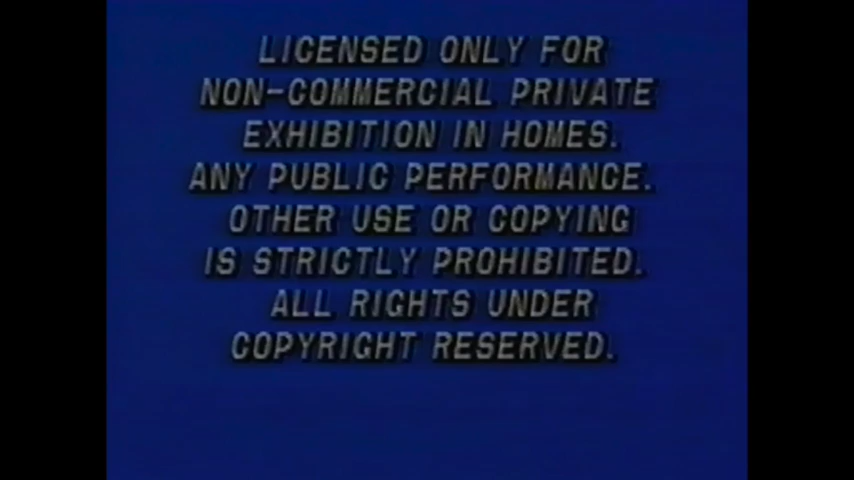 LICENSED ONLY FOR
NON-COMMERCIAL PRIVATE
EXHIBITION IN HOMES.
ANY PUBLIC PERFORMANCE.
OTHER USE OR COPYING
IS STRICTLY PROHIBITED.
ALL RIGHTS UNDER
COPYRIGHT RESERVED.